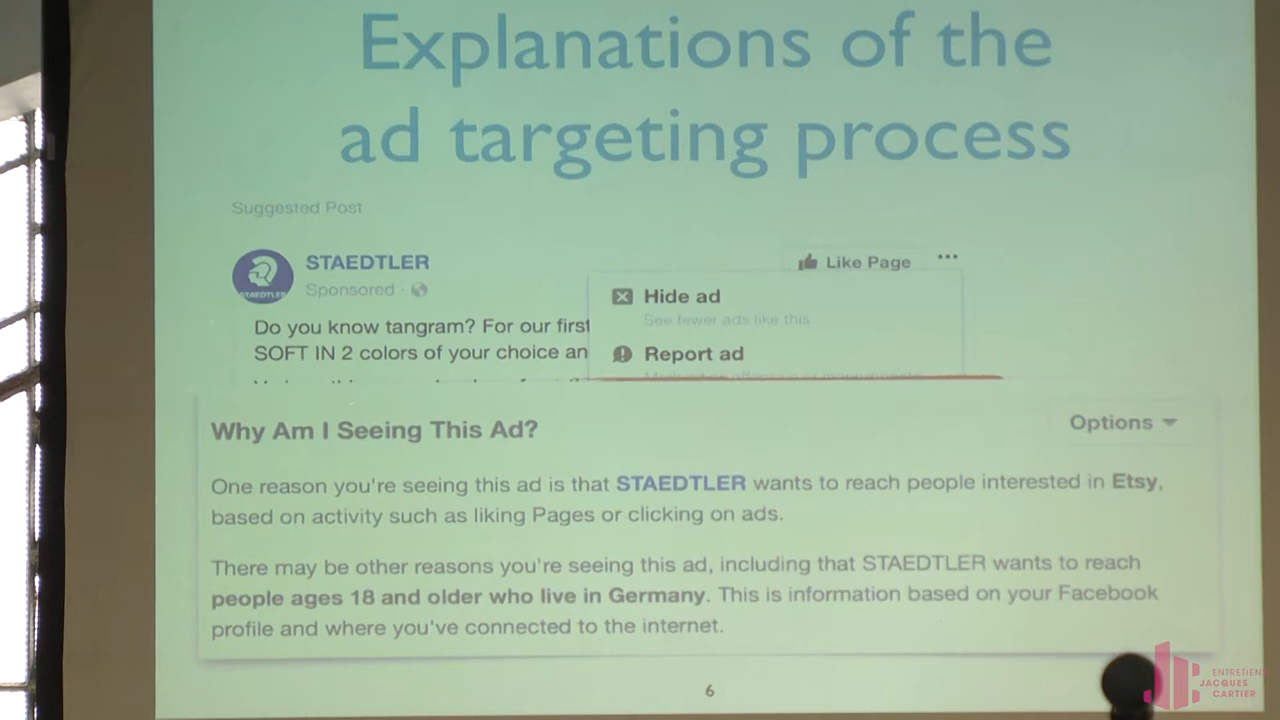 Explanations of the
ad targeting process
Suggested Post
STAEDTLER
Sponsored ·
STAEDTLER
Like Page
Do you know tangram? For our first
SOFT IN 2 colors of your choice an
Hide ad
See fewer ads like this
Report ad
Why Am I Seeing This Ad?
Options
One reason you're seeing this ad is that STAEDTLER wants to reach people interested in Etsy,
based on activity such as liking Pages or clicking on ads.
There may be other reasons you're seeing this ad, including that STAEDTLER wants to reach
people ages 18 and older who live in Germany. This is information based on your Facebook
profile and where you've connected to the internet.
6
ENTRETIENS
JACQUES
CARTIER